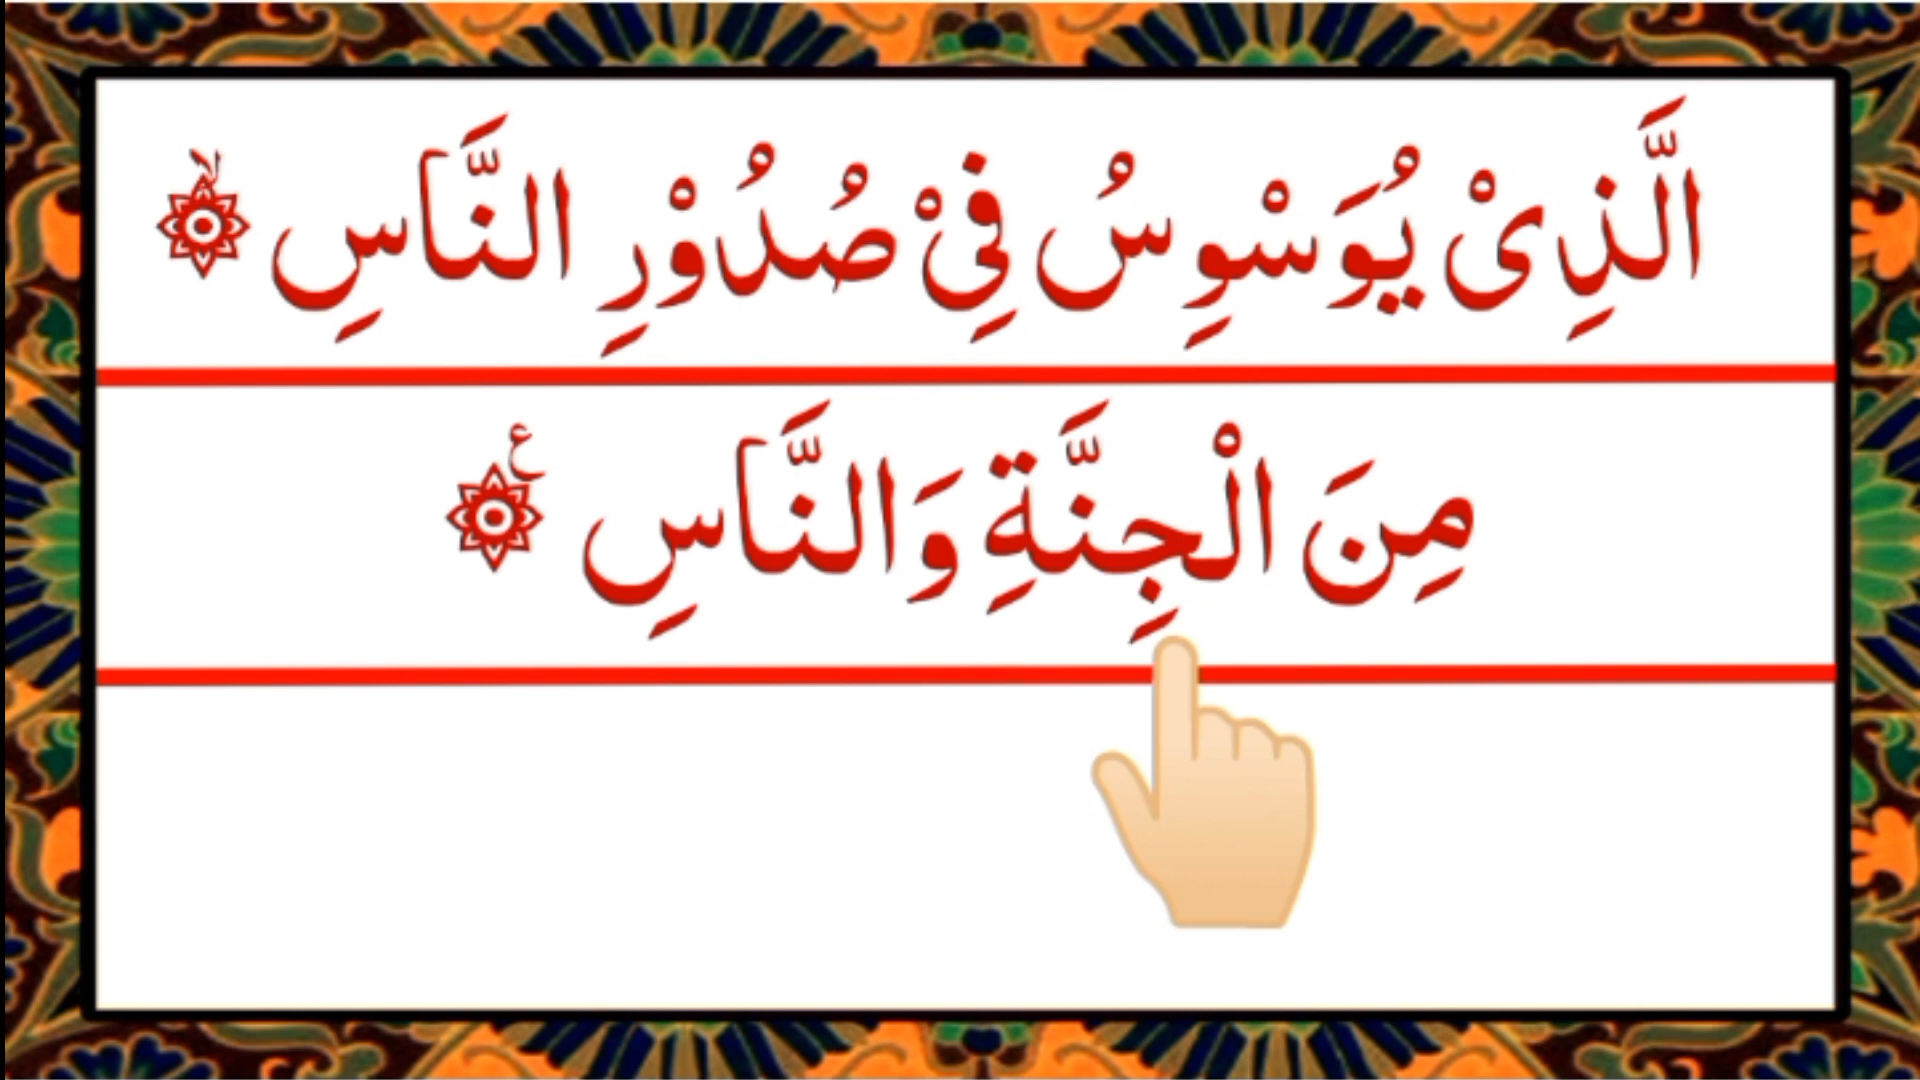 الَّذِىْ يُوَسْوِسُ فِىْ صُدُوْرِ النَّاسِ ۙ
مِنَ الْجِنَّةِ وَالنَّاسِ ع